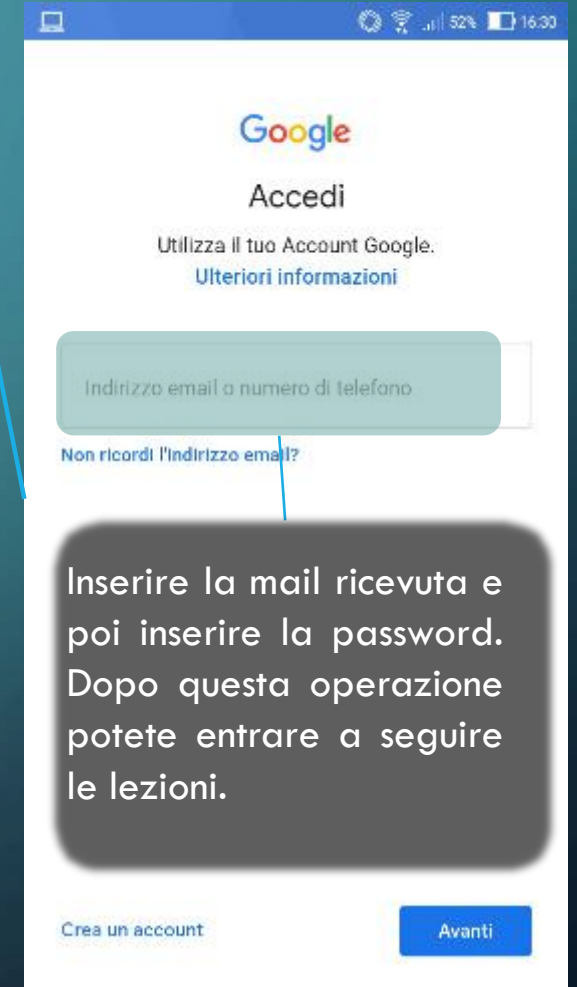 52% 16:30
Google
Accedi
Utilizza il tuo Account Google.
Ulteriori informazioni
Indirizzo email o numero di telefono
Non ricordi l'indirizzo email?
Inserire la mail ricevuta e
poi inserire la password.
Dopo questa operazione
potete entrare a seguire
le lezioni.
Crea un account
Avanti